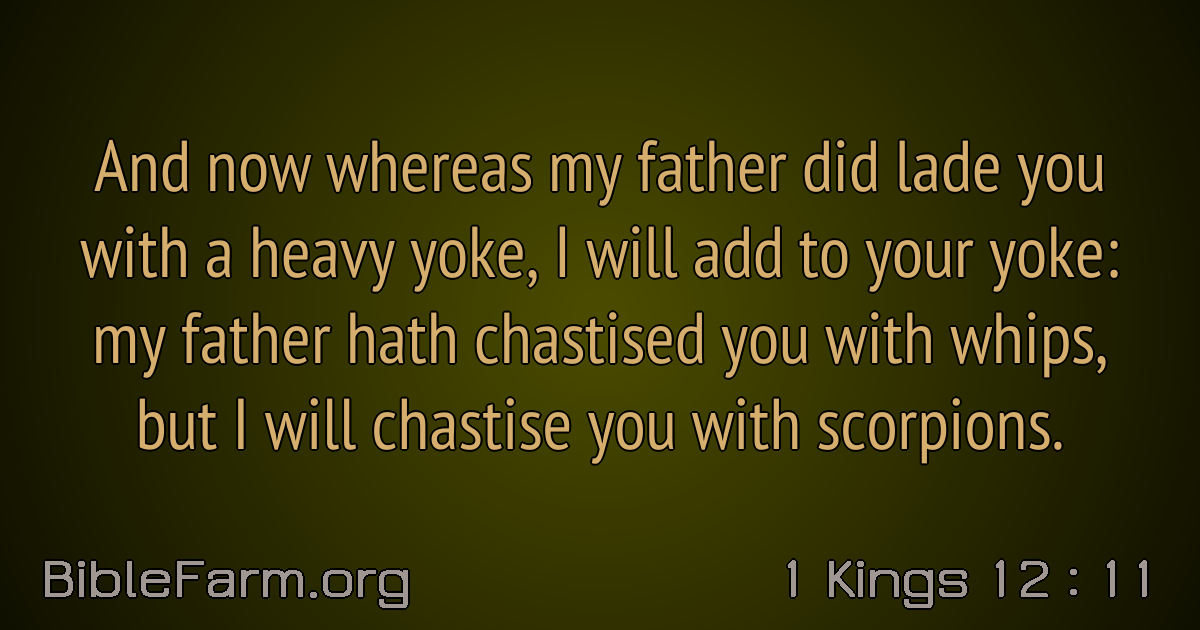 And now whereas my father did lade you
with a heavy yoke, I will add to your yoke:
my father hath chastised you with whips,
but I will chastise you with scorpions.
BibleFarm.org
1 Kings 12 : 11